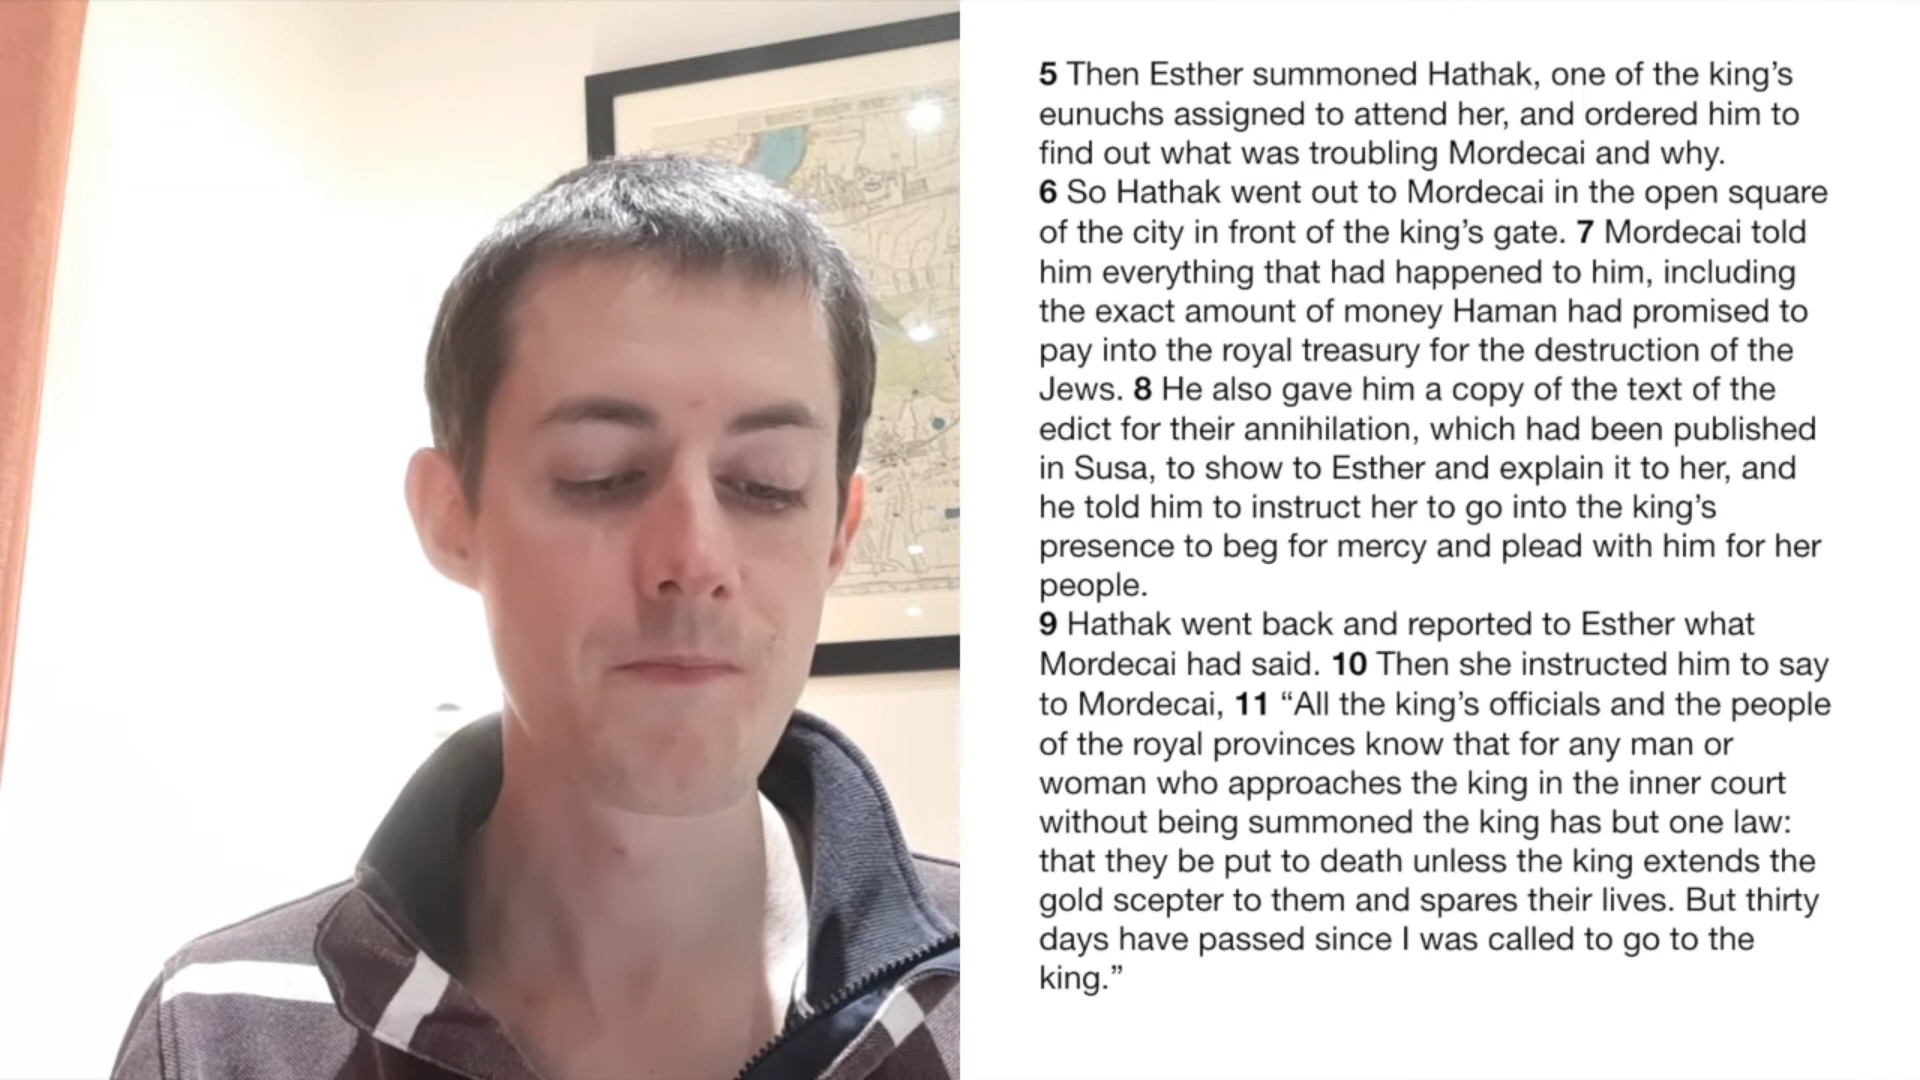 5 Then Esther summoned Hathak, one of the king’s
eunuchs assigned to attend her, and ordered him to
find out what was troubling Mordecai and why.
6 So Hathak went out to Mordecai in the open square
of the city in front of the king’s gate. 7 Mordecai told
him everything that had happened to him, including
the exact amount of money Haman had promised to
pay into the royal treasury for the destruction of the
Jews. 8 He also gave him a copy of the text of the
edict for their annihilation, which had been published
in Susa, to show to Esther and explain it to her, and
he told him to instruct her to go into the king’s
presence to beg for mercy and plead with him for her
people.
9 Hathak went back and reported to Esther what
Mordecai had said. 10 Then she instructed him to say
to Mordecai, 11 “All the king’s officials and the people
of the royal provinces know that for any man or
woman who approaches the king in the inner court
without being summoned the king has but one law:
that they be put to death unless the king extends the
gold scepter to them and spares their lives. But thirty
days have passed since I was called to go to the
king.”